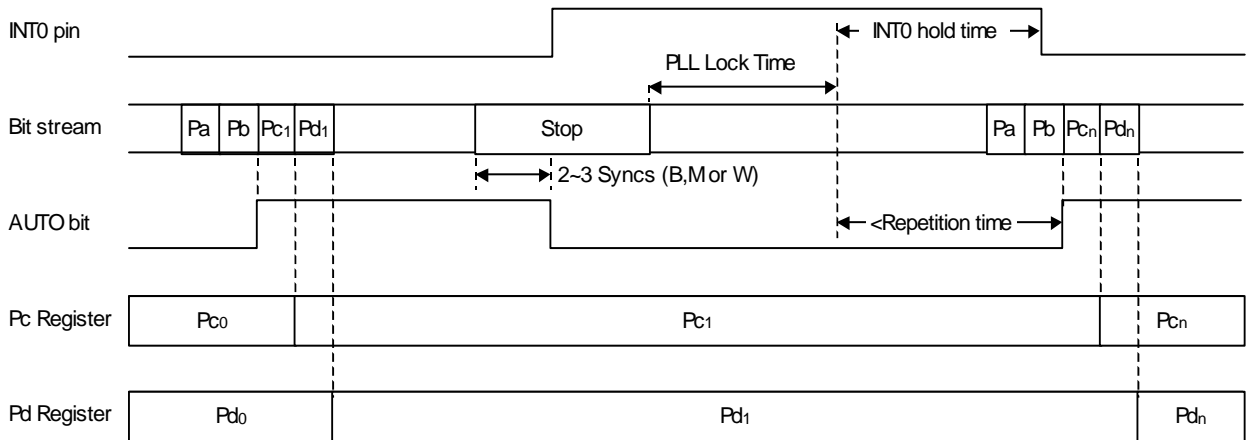 INT0 pin
INT0 hold time
PLL Lock Time
Bit stream Pa Pb Pc1 Pd1 Stop Pa Pb Pcn Pdn
2~3 Syncs (B,M or W)
AUTO bit
<Repetition time
Pc Register Pc0 Pc1 Pcn
Pd Register Pd0 Pd1 Pdn